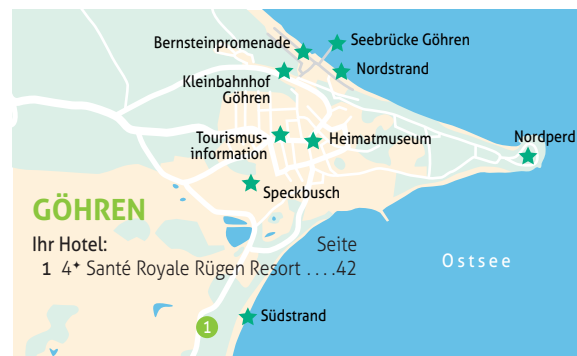 Bernsteinpromenade
Seebrücke Göhren
Kleinbahnhof
Göhren
Nordstrand
Tourismus-
information
Heimatmuseum
Nordperd
Speckbusch
GÖHREN
Ihr Hotel: Seite
1 4✦ Santé Royale Rügen Resort ....42
Ostsee
1
Südstrand